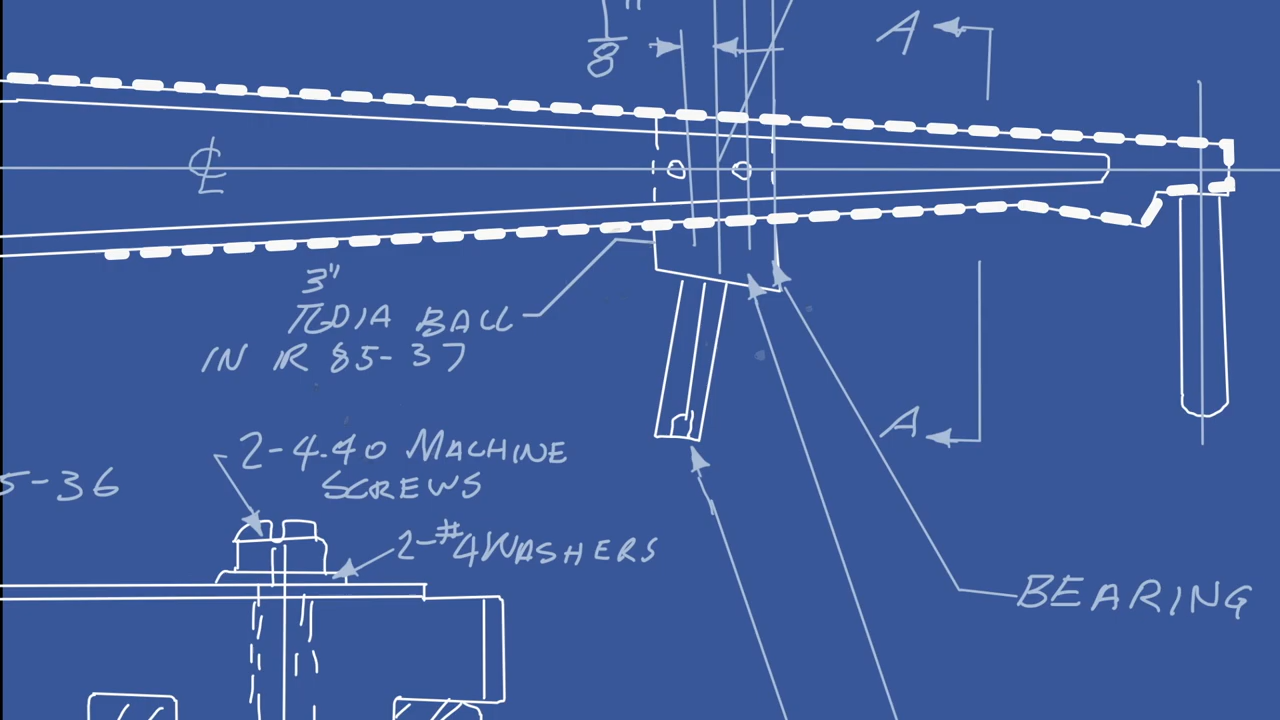 1"
8
A
℄
3"
DIA BALL
IN IR 85-37
A
2-4.40 MACHINE
SCREWS
5-36
2-#4 WASHERS
BEARING